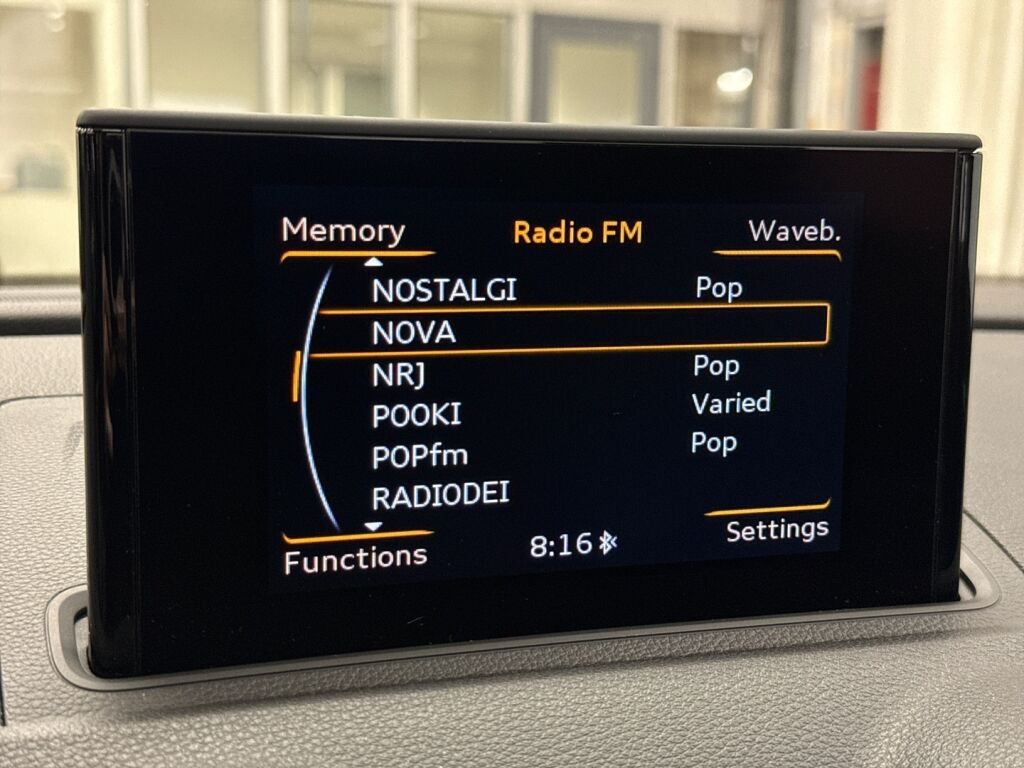 Memory Radio FM Waveb.
NOSTALGI Pop
NOVA
NRJ Pop
POOKI Varied
POPfm Pop
RADIODEI
Functions 8:16 Settings